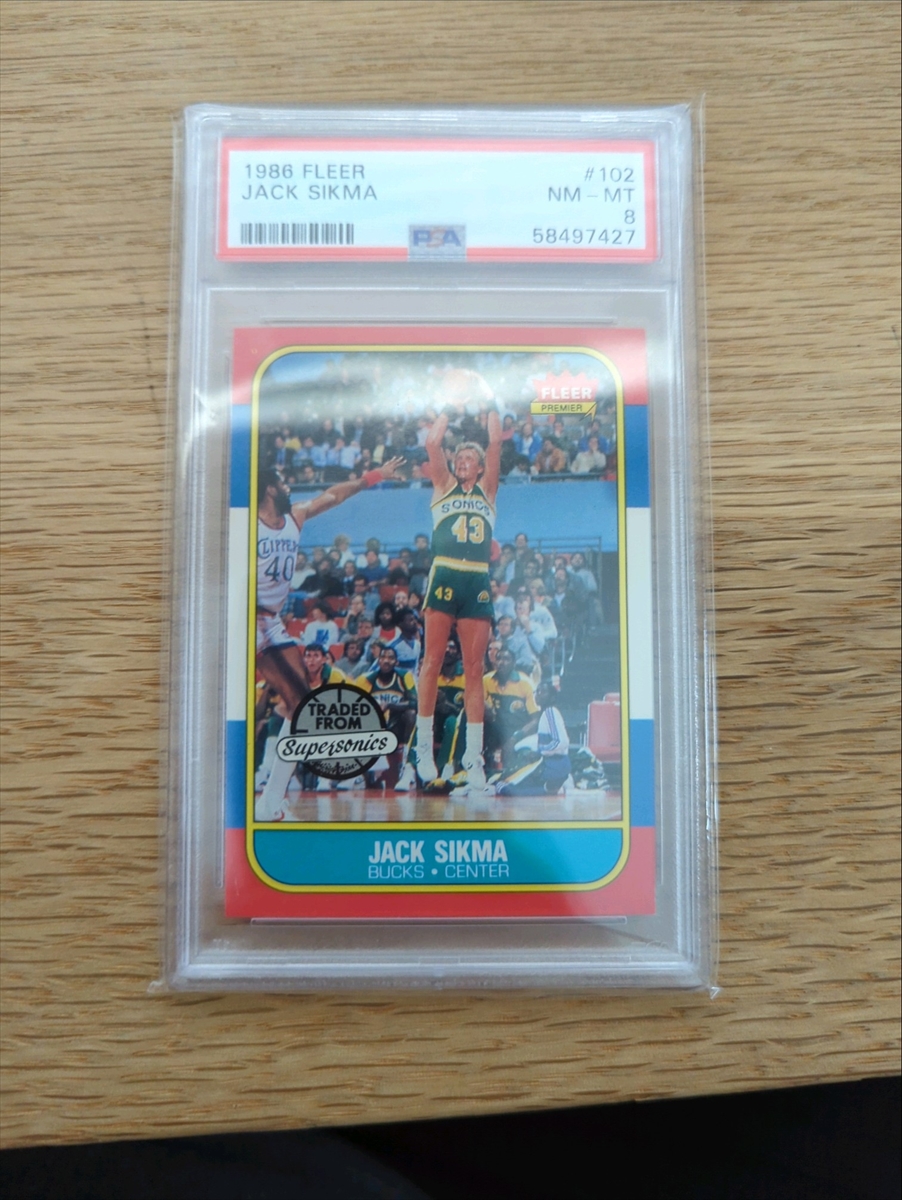 1986 FLEER #102
JACK SIKMA NM - MT
8
PSA 58497427
FLEER
PREMIER
SONICS
43
CLIPPE
40
43
TRADED
FROM
Supersonics
JACK SIKMA
BUCKS • CENTER